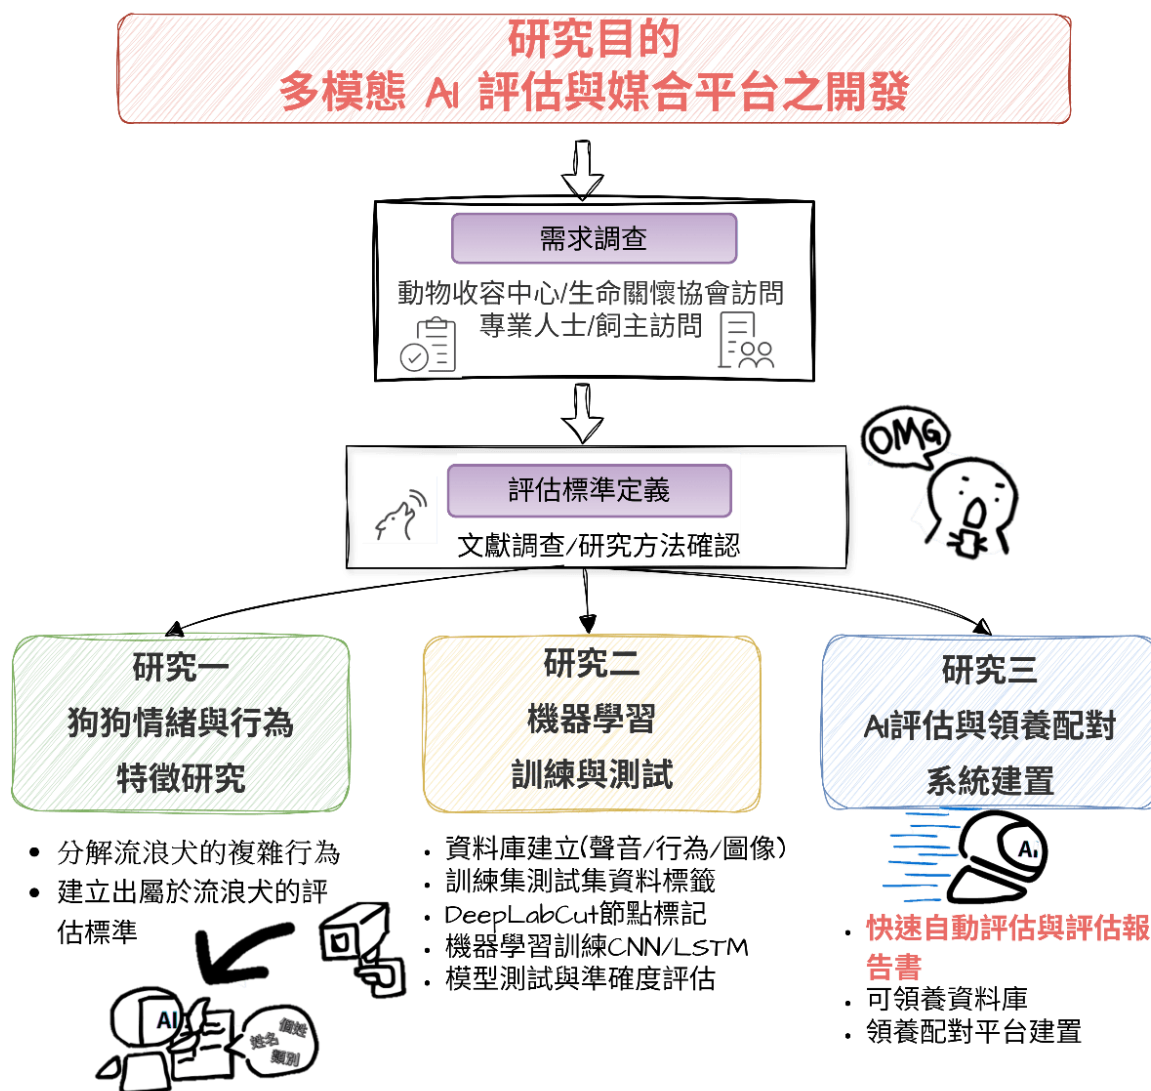 研究目的
多模態 AI 評估與媒合平台之開發
需求調查
動物收容中心/生命關懷協會訪問
專業人士/飼主訪問
OMG
評估標準定義
文獻調查/研究方法確認
研究一
狗狗情緒與行為
特徵研究
• 分解流浪犬的複雜行為
• 建立出屬於流浪犬的評
估標準
AI
個姓
姓名
類別
研究二
機器學習
訓練與測試
• 資料庫建立(聲音/行為/圖像)
• 訓練集測試集資料標籤
• DeepLabCut節點標記
• 機器學習訓練CNN/LSTM
• 模型測試與準確度評估
研究三
AI評估與領養配對
系統建置
AI
• 快速自動評估與評估報
告書
• 可領養資料庫
• 領養配對平台建置